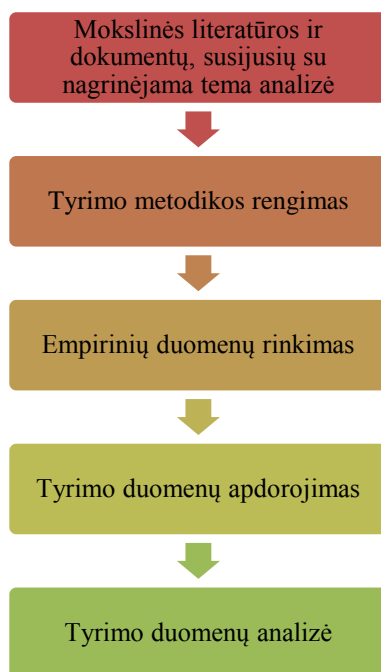 Mokslinės literatūros ir
dokumentų, susijusių su
nagrinėjama tema analizė
Tyrimo metodikos rengimas
Empirinių duomenų rinkimas
Tyrimo duomenų apdorojimas
Tyrimo duomenų analizė